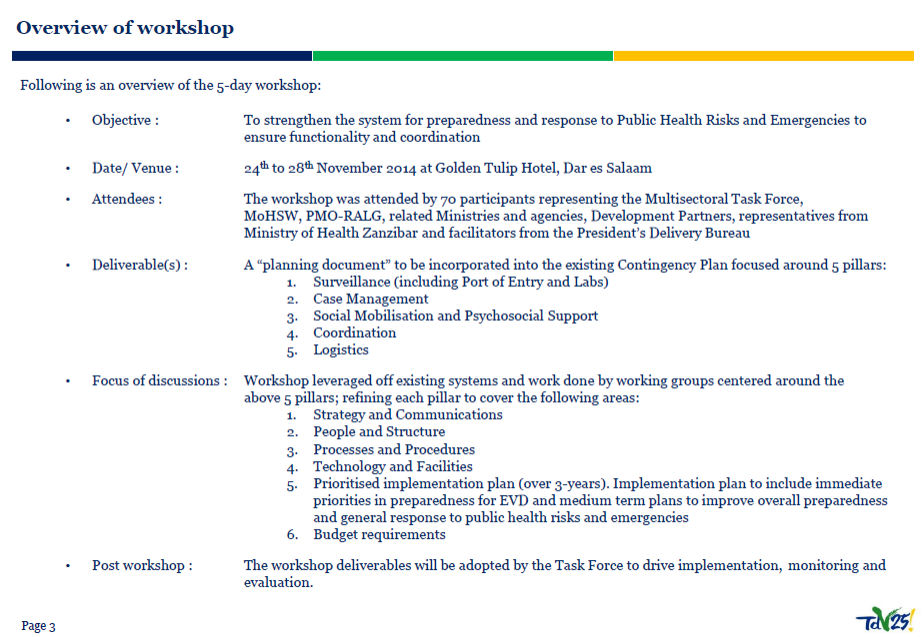 Overview of workshop
Following is an overview of the 5-day workshop:
• Objective : To strengthen the system for preparedness and response to Public Health Risks and Emergencies to
ensure functionality and coordination
• Date/ Venue : 24th to 28th November 2014 at Golden Tulip Hotel, Dar es Salaam
• Attendees : The workshop was attended by 70 participants representing the Multisectoral Task Force,
MoHSW, PMO-RALG, related Ministries and agencies, Development Partners, representatives from
Ministry of Health Zanzibar and facilitators from the President's Delivery Bureau
• Deliverable(s) : A “planning document” to be incorporated into the existing Contingency Plan focused around 5 pillars:
1. Surveillance (including Port of Entry and Labs)
2. Case Management
3. Social Mobilisation and Psychosocial Support
4. Coordination
5. Logistics
• Focus of discussions : Workshop leveraged off existing systems and work done by working groups centered around the
above 5 pillars; refining each pillar to cover the following areas:
1. Strategy and Communications
2. People and Structure
3. Processes and Procedures
4. Technology and Facilities
5. Prioritised implementation plan (over 3-years). Implementation plan to include immediate
priorities in preparedness for EVD and medium term plans to improve overall preparedness
and general response to public health risks and emergencies
6. Budget requirements
• Post workshop : The workshop deliverables will be adopted by the Task Force to drive implementation, monitoring and
evaluation.
Page 3
TdV25!